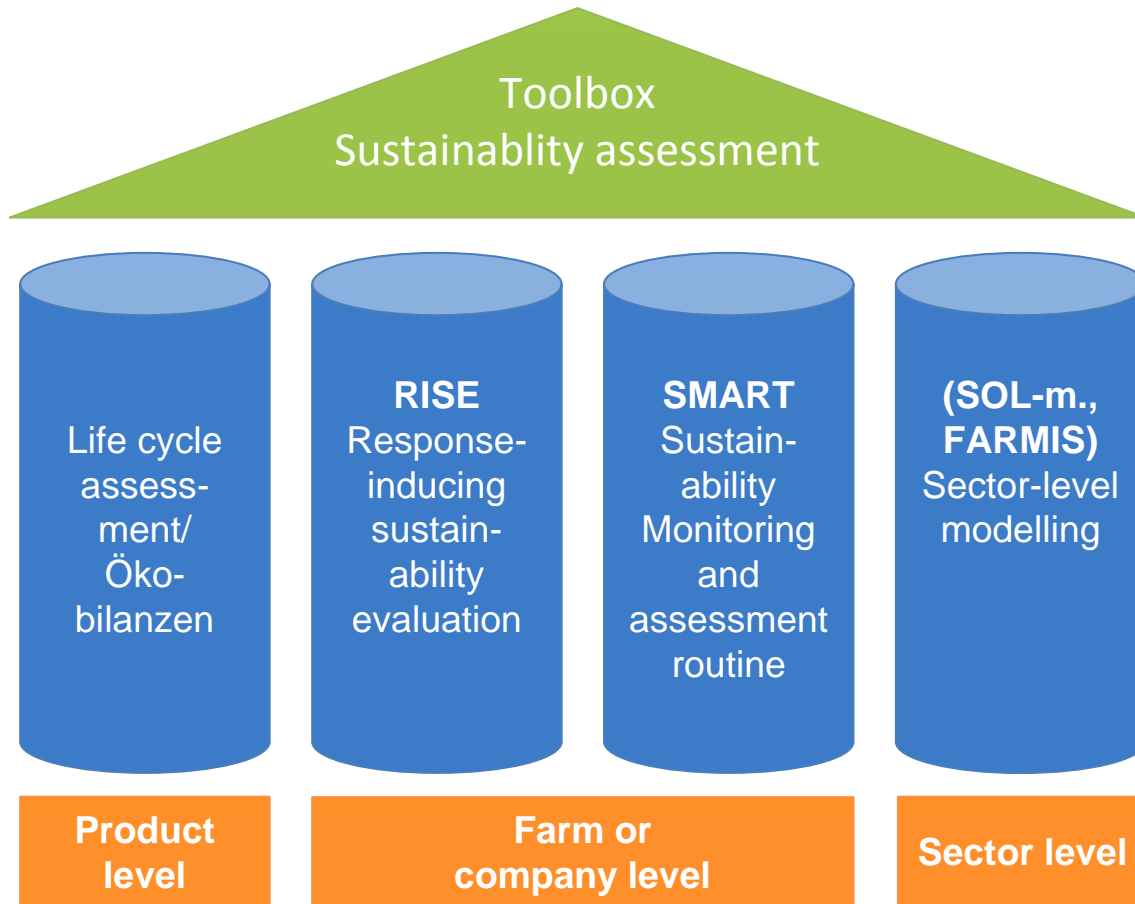 Toolbox
Sustainablity assessment
Life cycle
assess-
ment/
Öko-
bilanzen
RISE
Response-
inducing
sustain-
ability
evaluation
SMART
Sustain-
ability
Monitoring
and
assessment
routine
(SOL-m.,
FARMIS)
Sector-level
modelling
Product
level
Farm or
company level
Sector level